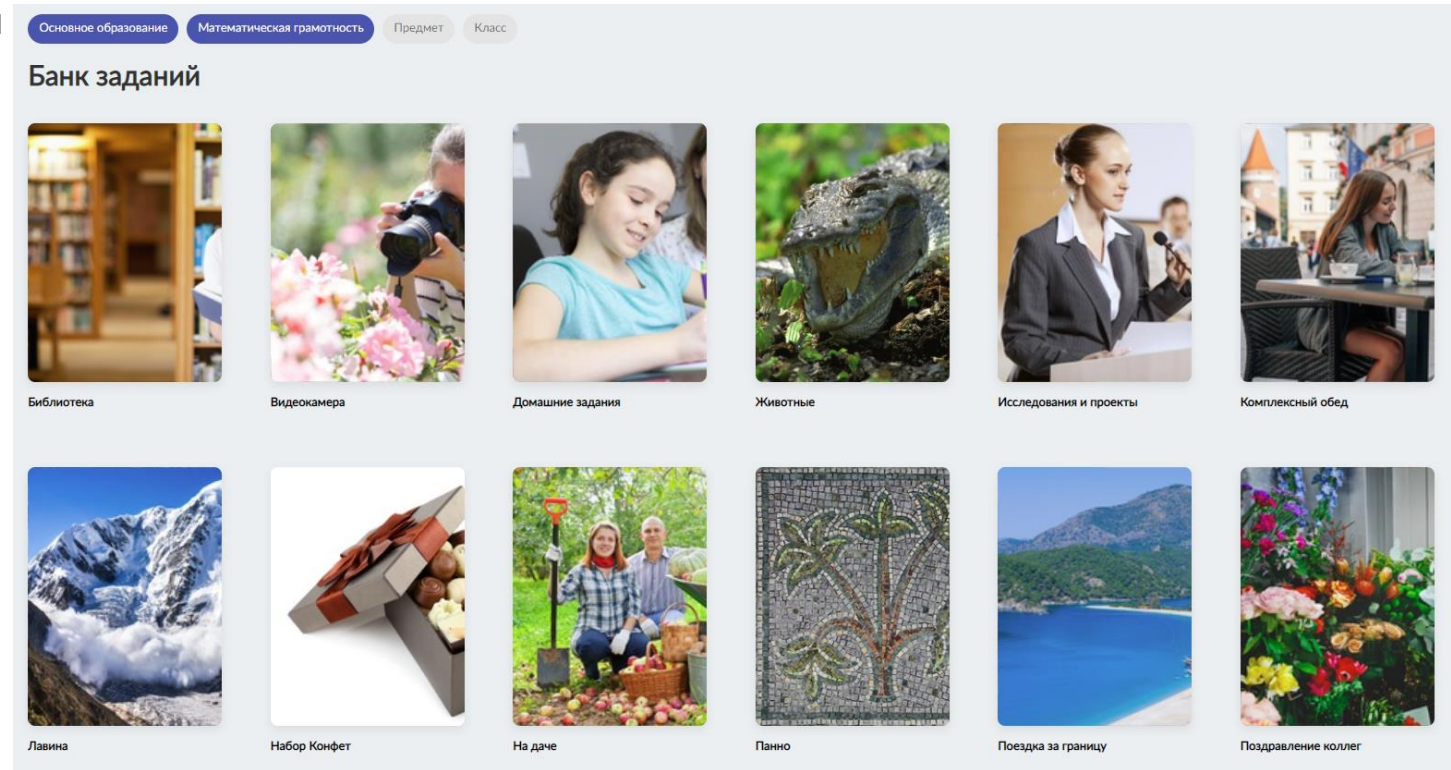 Основное образование Математическая грамотность Предмет Класс
Банк заданий
Библиотека Видеокамера Домашние задания Животные Исследования и проекты Комплексный обед
Лавина Набор Конфет На даче Панно Поездка за границу Поздравление коллег